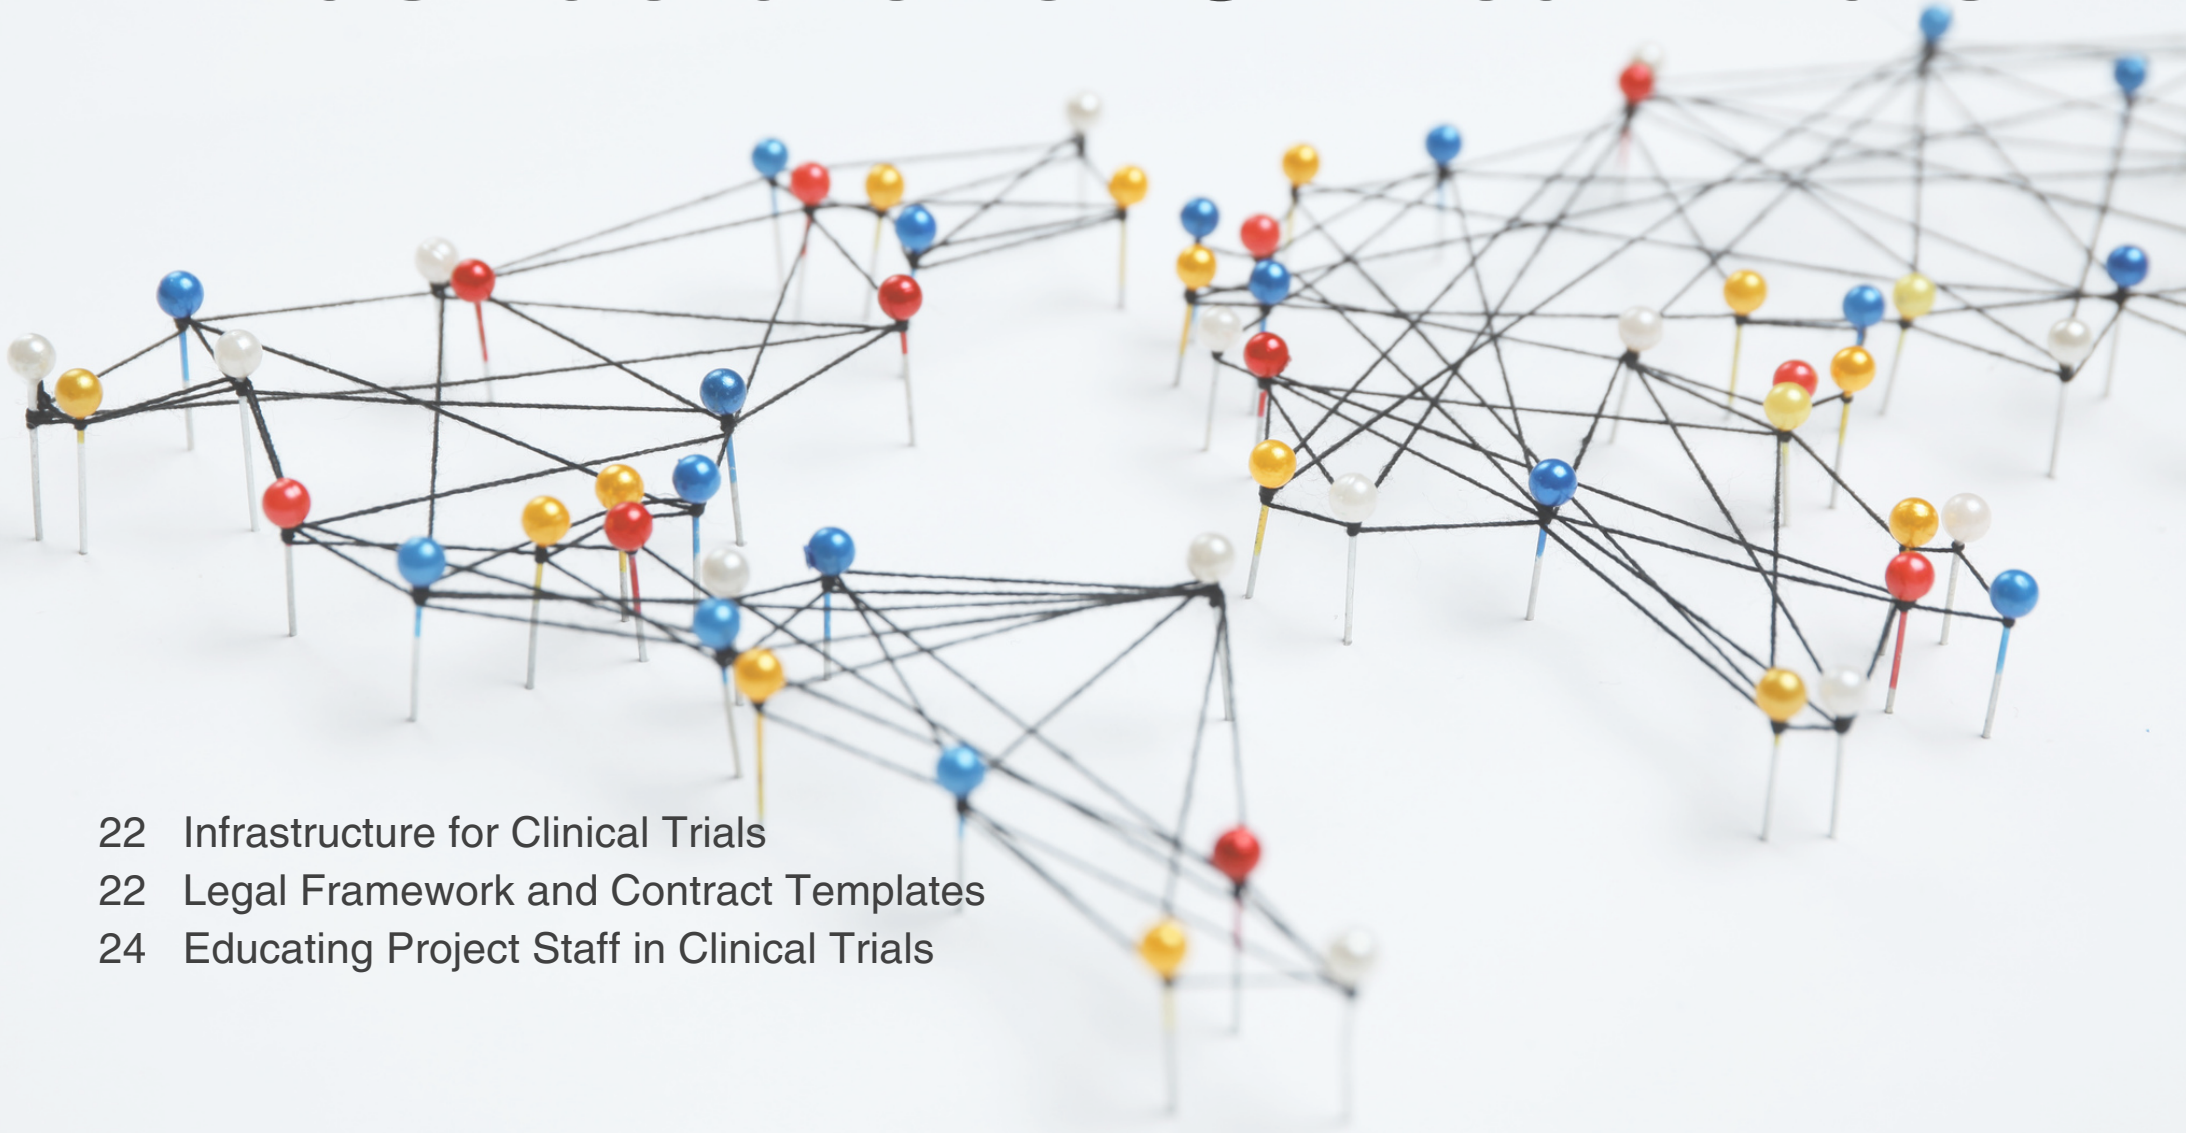 22 Infrastructure for Clinical Trials
22 Legal Framework and Contract Templates
24 Educating Project Staff in Clinical Trials